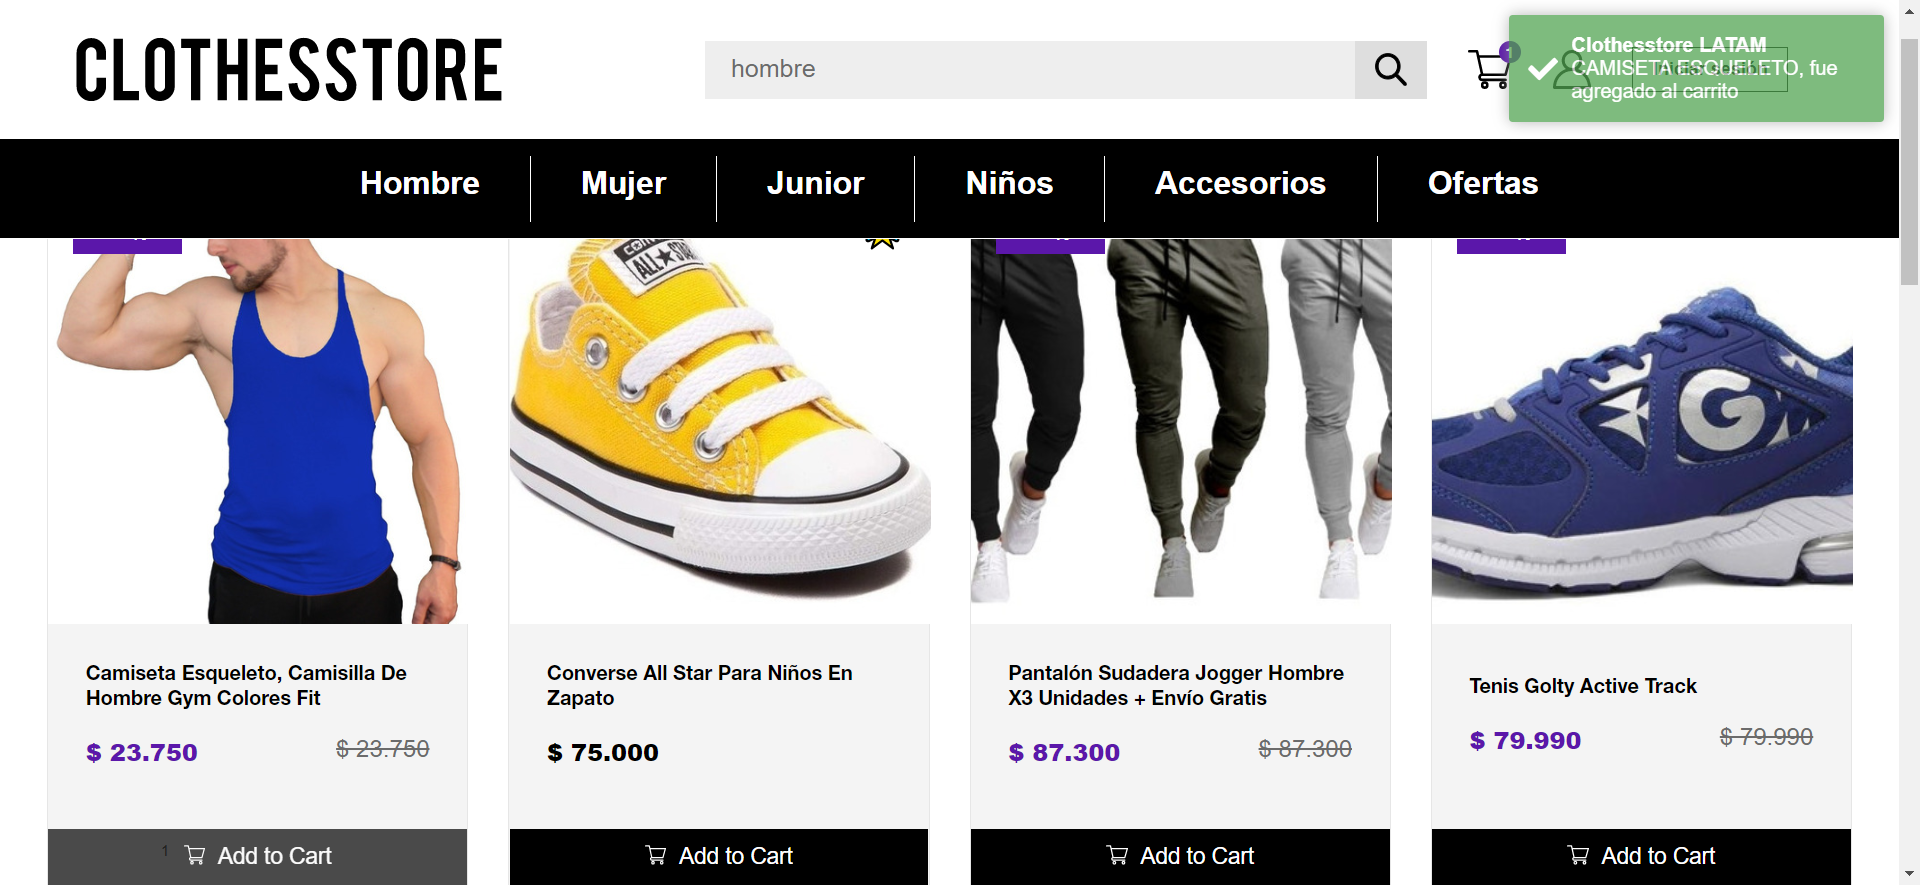 CLOTHESSTORE
hombre
1
Clothesstore LATAM
CAMISETA ESQUELETO, fue
agregado al carrito
Hombre
Mujer
Junior
Niños
Accesorios
Ofertas
ALL STAR
G
Camiseta Esqueleto, Camisilla De
Hombre Gym Colores Fit
$ 23.750
$ 23.750
Converse All Star Para Niños En
Zapato
$ 75.000
Pantalón Sudadera Jogger Hombre
X3 Unidades + Envío Gratis
$ 87.300
$ 87.300
Tenis Golty Active Track
$ 79.990
$ 79.990
1
Add to Cart
Add to Cart
Add to Cart
Add to Cart